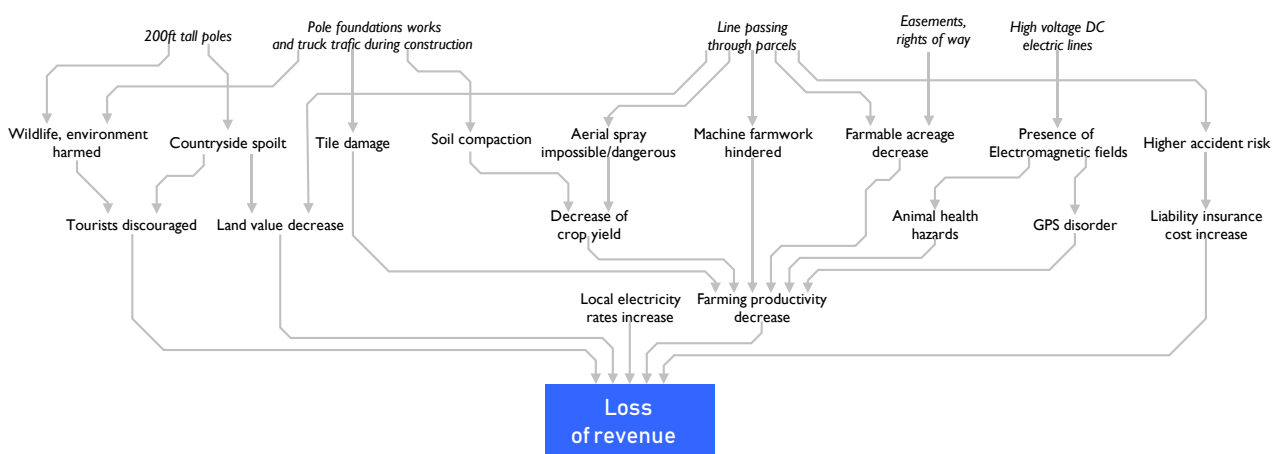 200ft tall poles
Pole foundations works
and truck trafic during construction
Line passing
through parcels
Easements,
rights of way
High voltage DC
electric lines
Wildlife, environment
harmed
Countryside spoilt
Tile damage
Soil compaction
Aerial spray
impossible/dangerous
Machine farmwork
hindered
Farmable acreage
decrease
Presence of
Electromagnetic fields
Higher accident risk
Tourists discouraged
Land value decrease
Decrease of
crop yield
Animal health
hazards
GPS disorder
Liability insurance
cost increase
Local electricity
rates increase
Farming productivity
decrease
Loss
of revenue